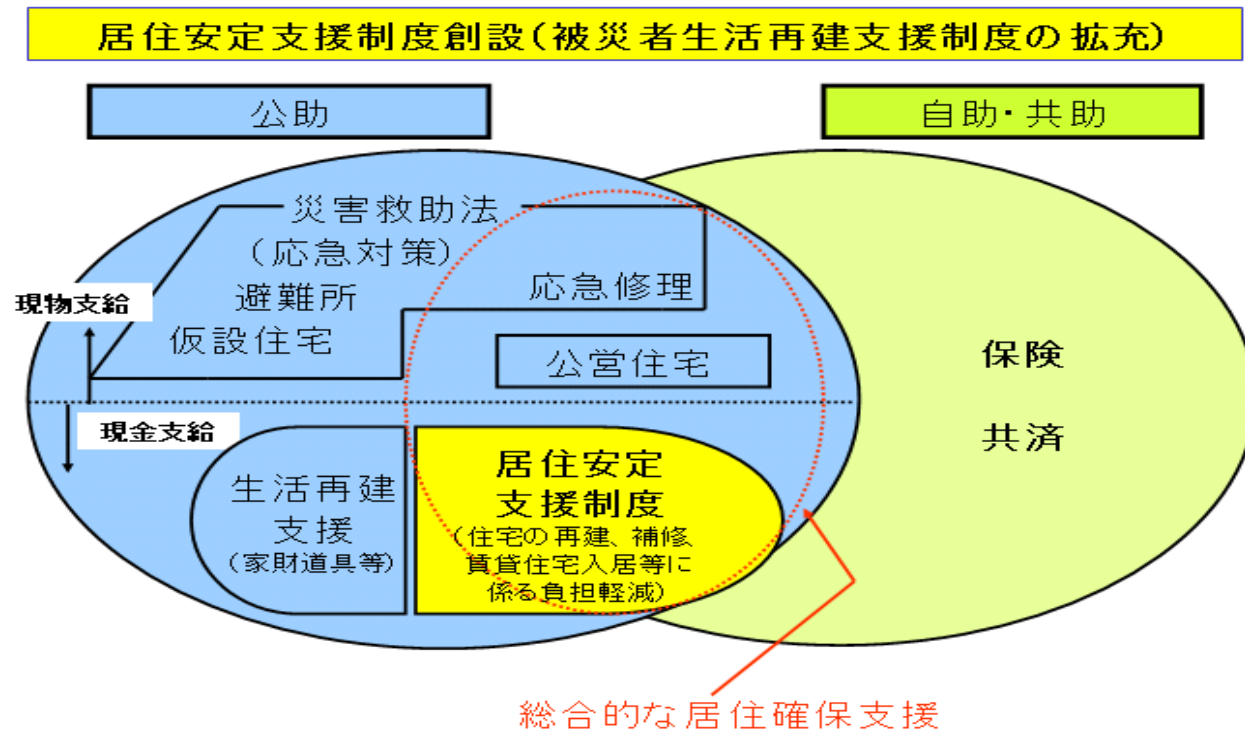 居住安定支援制度創設(被災者生活再建支援制度の拡充)
公助
自助・共助
災害救助法
(応急対策)
避難所
仮設住宅
応急修理
現物支給
公営住宅
現金支給
保険
共済
生活再建
支援
(家財道具等)
居住安定
支援制度
(住宅の再建、補修、
賃貸住宅入居等に
係る負担軽減)
総合的な居住確保支援